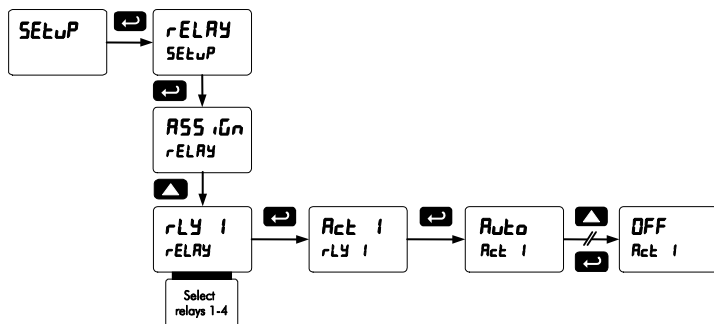 SEtuP
rELAY
SEtuP
ASSiGn
rELAY
rLY 1
rELAY
Act 1
rLY 1
Auto
Act 1
OFF
Act 1
Select
relays 1-4